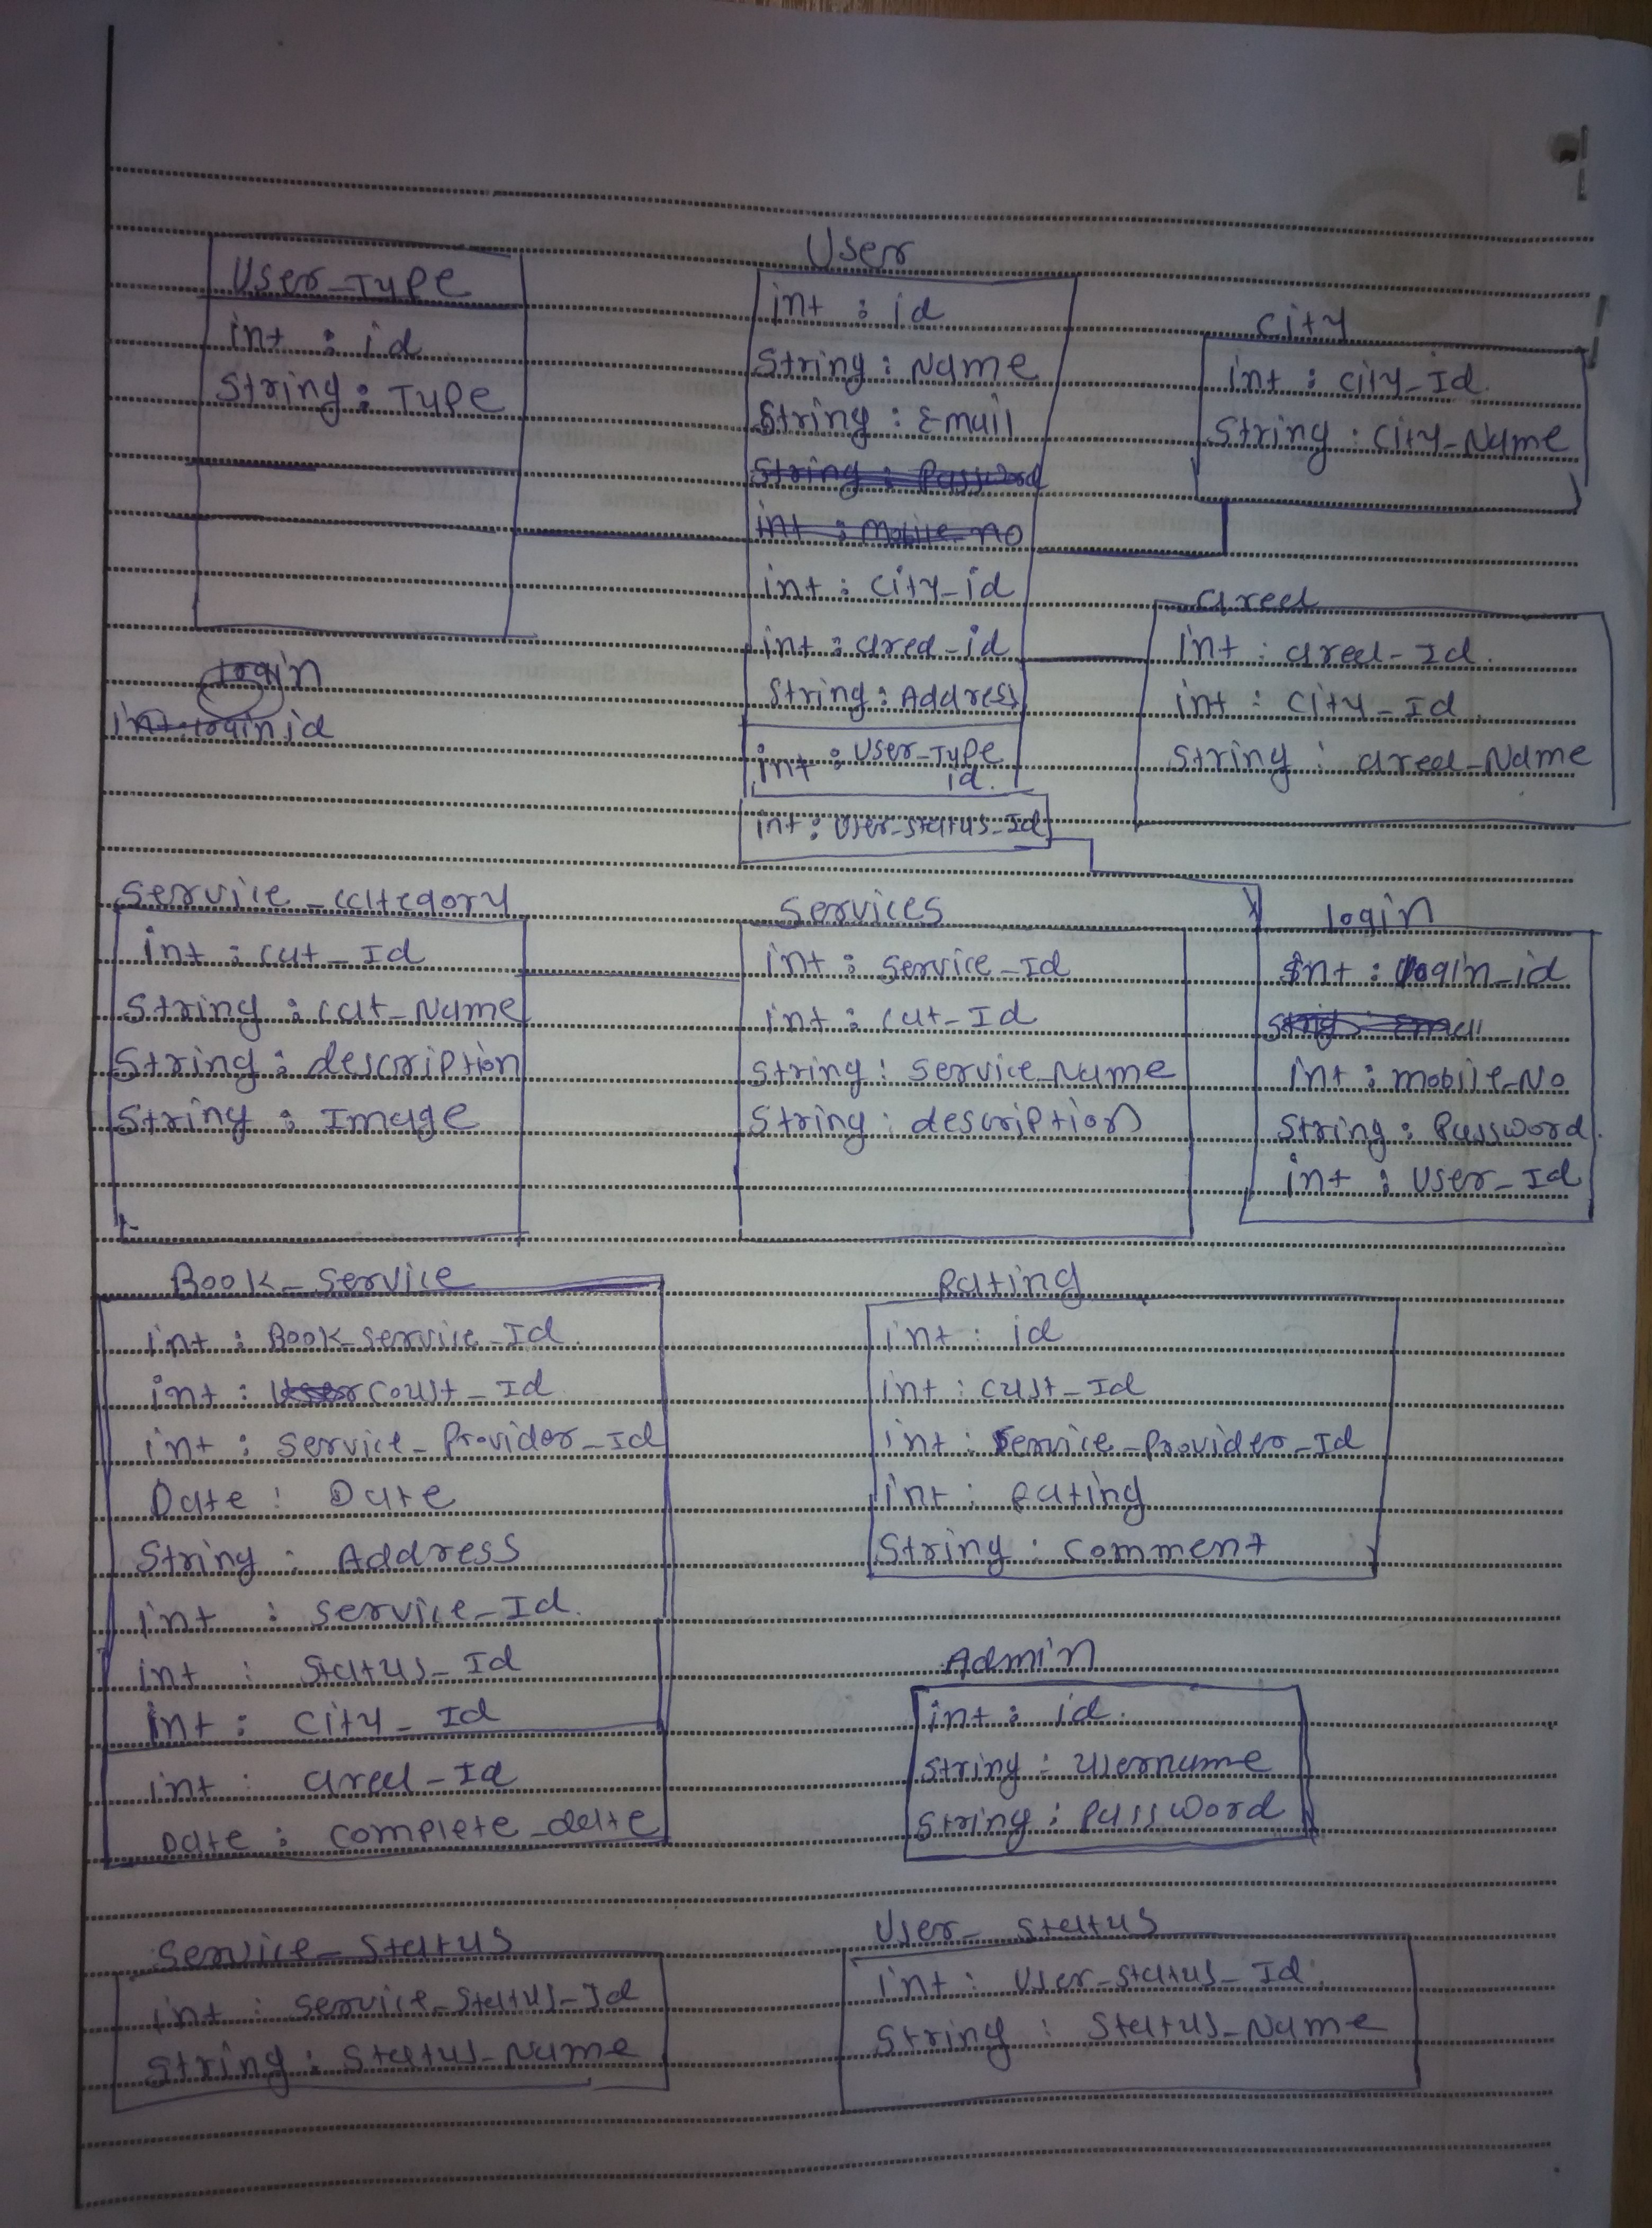 User_Type
int : id
String : Type
User
int : id
String : Name
String : Email
String : Password
int : Mobile-no
int : City_id
int : area_id
String : Address
int : User_Type
id.
int : User_status_Id
City
int : City_Id
String : City_Name
area
int : area_Id.
int : City_Id
String : area_Name
login
int login id
Service_category
int : cat_Id
String : cat_Name
String : description
String : Image
Services
int : Service_Id
int : cat_Id
String : Service_Name
String : description
login
int : login_id
String : Email
int : mobile_No
String : Password
int : User_Id
Book_Service
int : Book_Service_Id
int : User Coust_Id
int : Service_Provider_Id
Date : Date
String : Address
int : Service_Id
int : Status_Id
int : City_Id
int : area_Id
Date : Complete_date
Rating
int : id
int : Cust_Id
int : Service_Provider_Id
int : Rating
String : Comment
Admin
int : id.
String : Username
String : Password
Service_Status
int : Service_Status_Id
String : Status_Name
User_Status
int : User_Status_Id
String : Status_Name